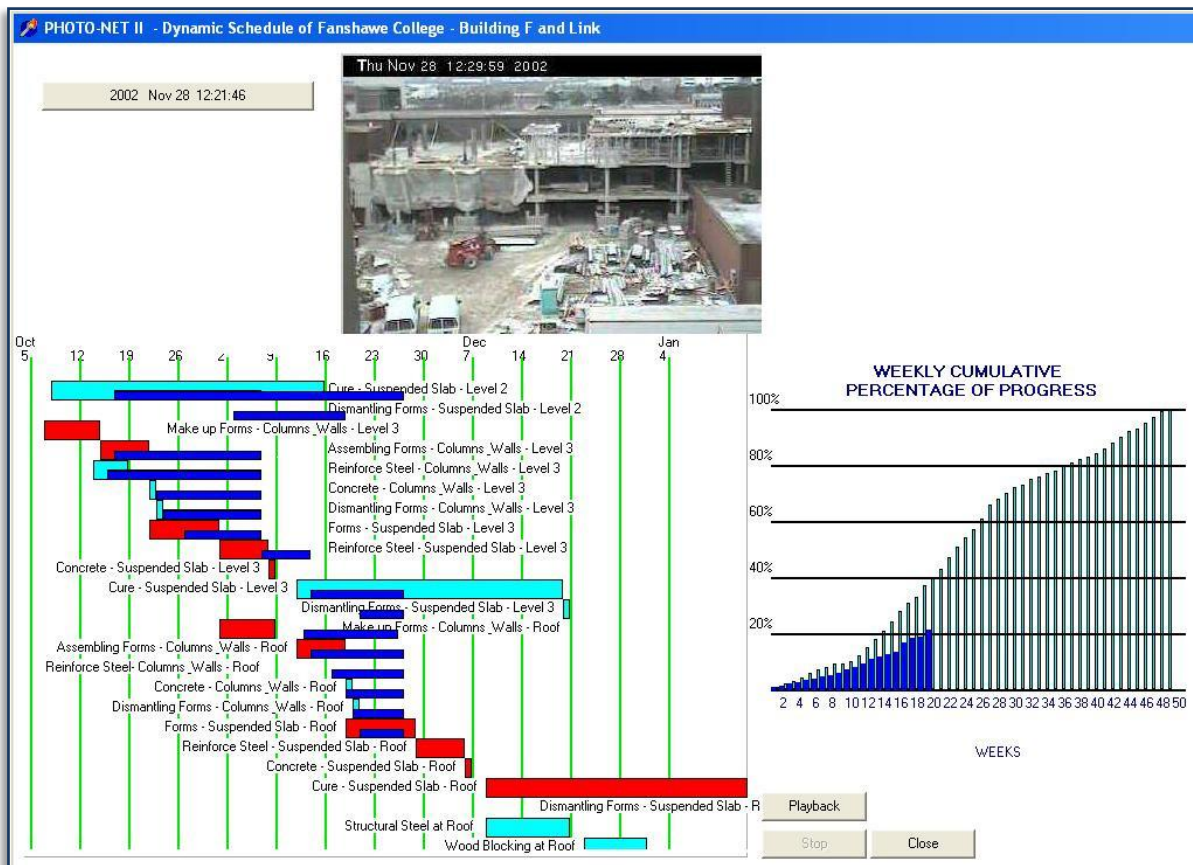 PHOTO-NET II - Dynamic Schedule of Fanshawe College - Building F and Link
2002 Nov 28 12:21:46
Thu Nov 28 12:29:59 2002
Oct Dec Jan
5 12 19 26 2 9 16 23 30 7 14 21 28 4
Cure - Suspended Slab - Level 2
Dismantling Forms - Suspended Slab - Level 2
Make up Forms - Columns_Walls - Level 3
Assembling Forms - Columns_Walls - Level 3
Reinforce Steel - Columns_Walls - Level 3
Concrete - Columns_Walls - Level 3
Dismantling Forms - Columns_Walls - Level 3
Forms - Suspended Slab - Level 3
Reinforce Steel - Suspended Slab - Level 3
Concrete - Suspended Slab - Level 3
Cure - Suspended Slab - Level 3
Dismantling Forms - Suspended Slab - Level 3
Make up Forms - Columns_Walls - Roof
Assembling Forms - Columns_Walls - Roof
Reinforce Steel- Columns_Walls - Roof
Concrete - Columns_Walls - Roof
Dismantling Forms - Columns_Walls - Roof
Forms - Suspended Slab - Roof
Reinforce Steel - Suspended Slab - Roof
Concrete - Suspended Slab - Roof
Cure - Suspended Slab - Roof
Dismantling Forms - Suspended Slab - R
Structural Steel at Roof
Wood Blocking at Roof
WEEKLY CUMULATIVE
PERCENTAGE OF PROGRESS
100%
80%
60%
40%
20%
2 4 6 8 10 12 14 16 18 20 22 24 26 28 30 32 34 36 38 40 42 44 46 48 50
WEEKS
Playback
Stop Close